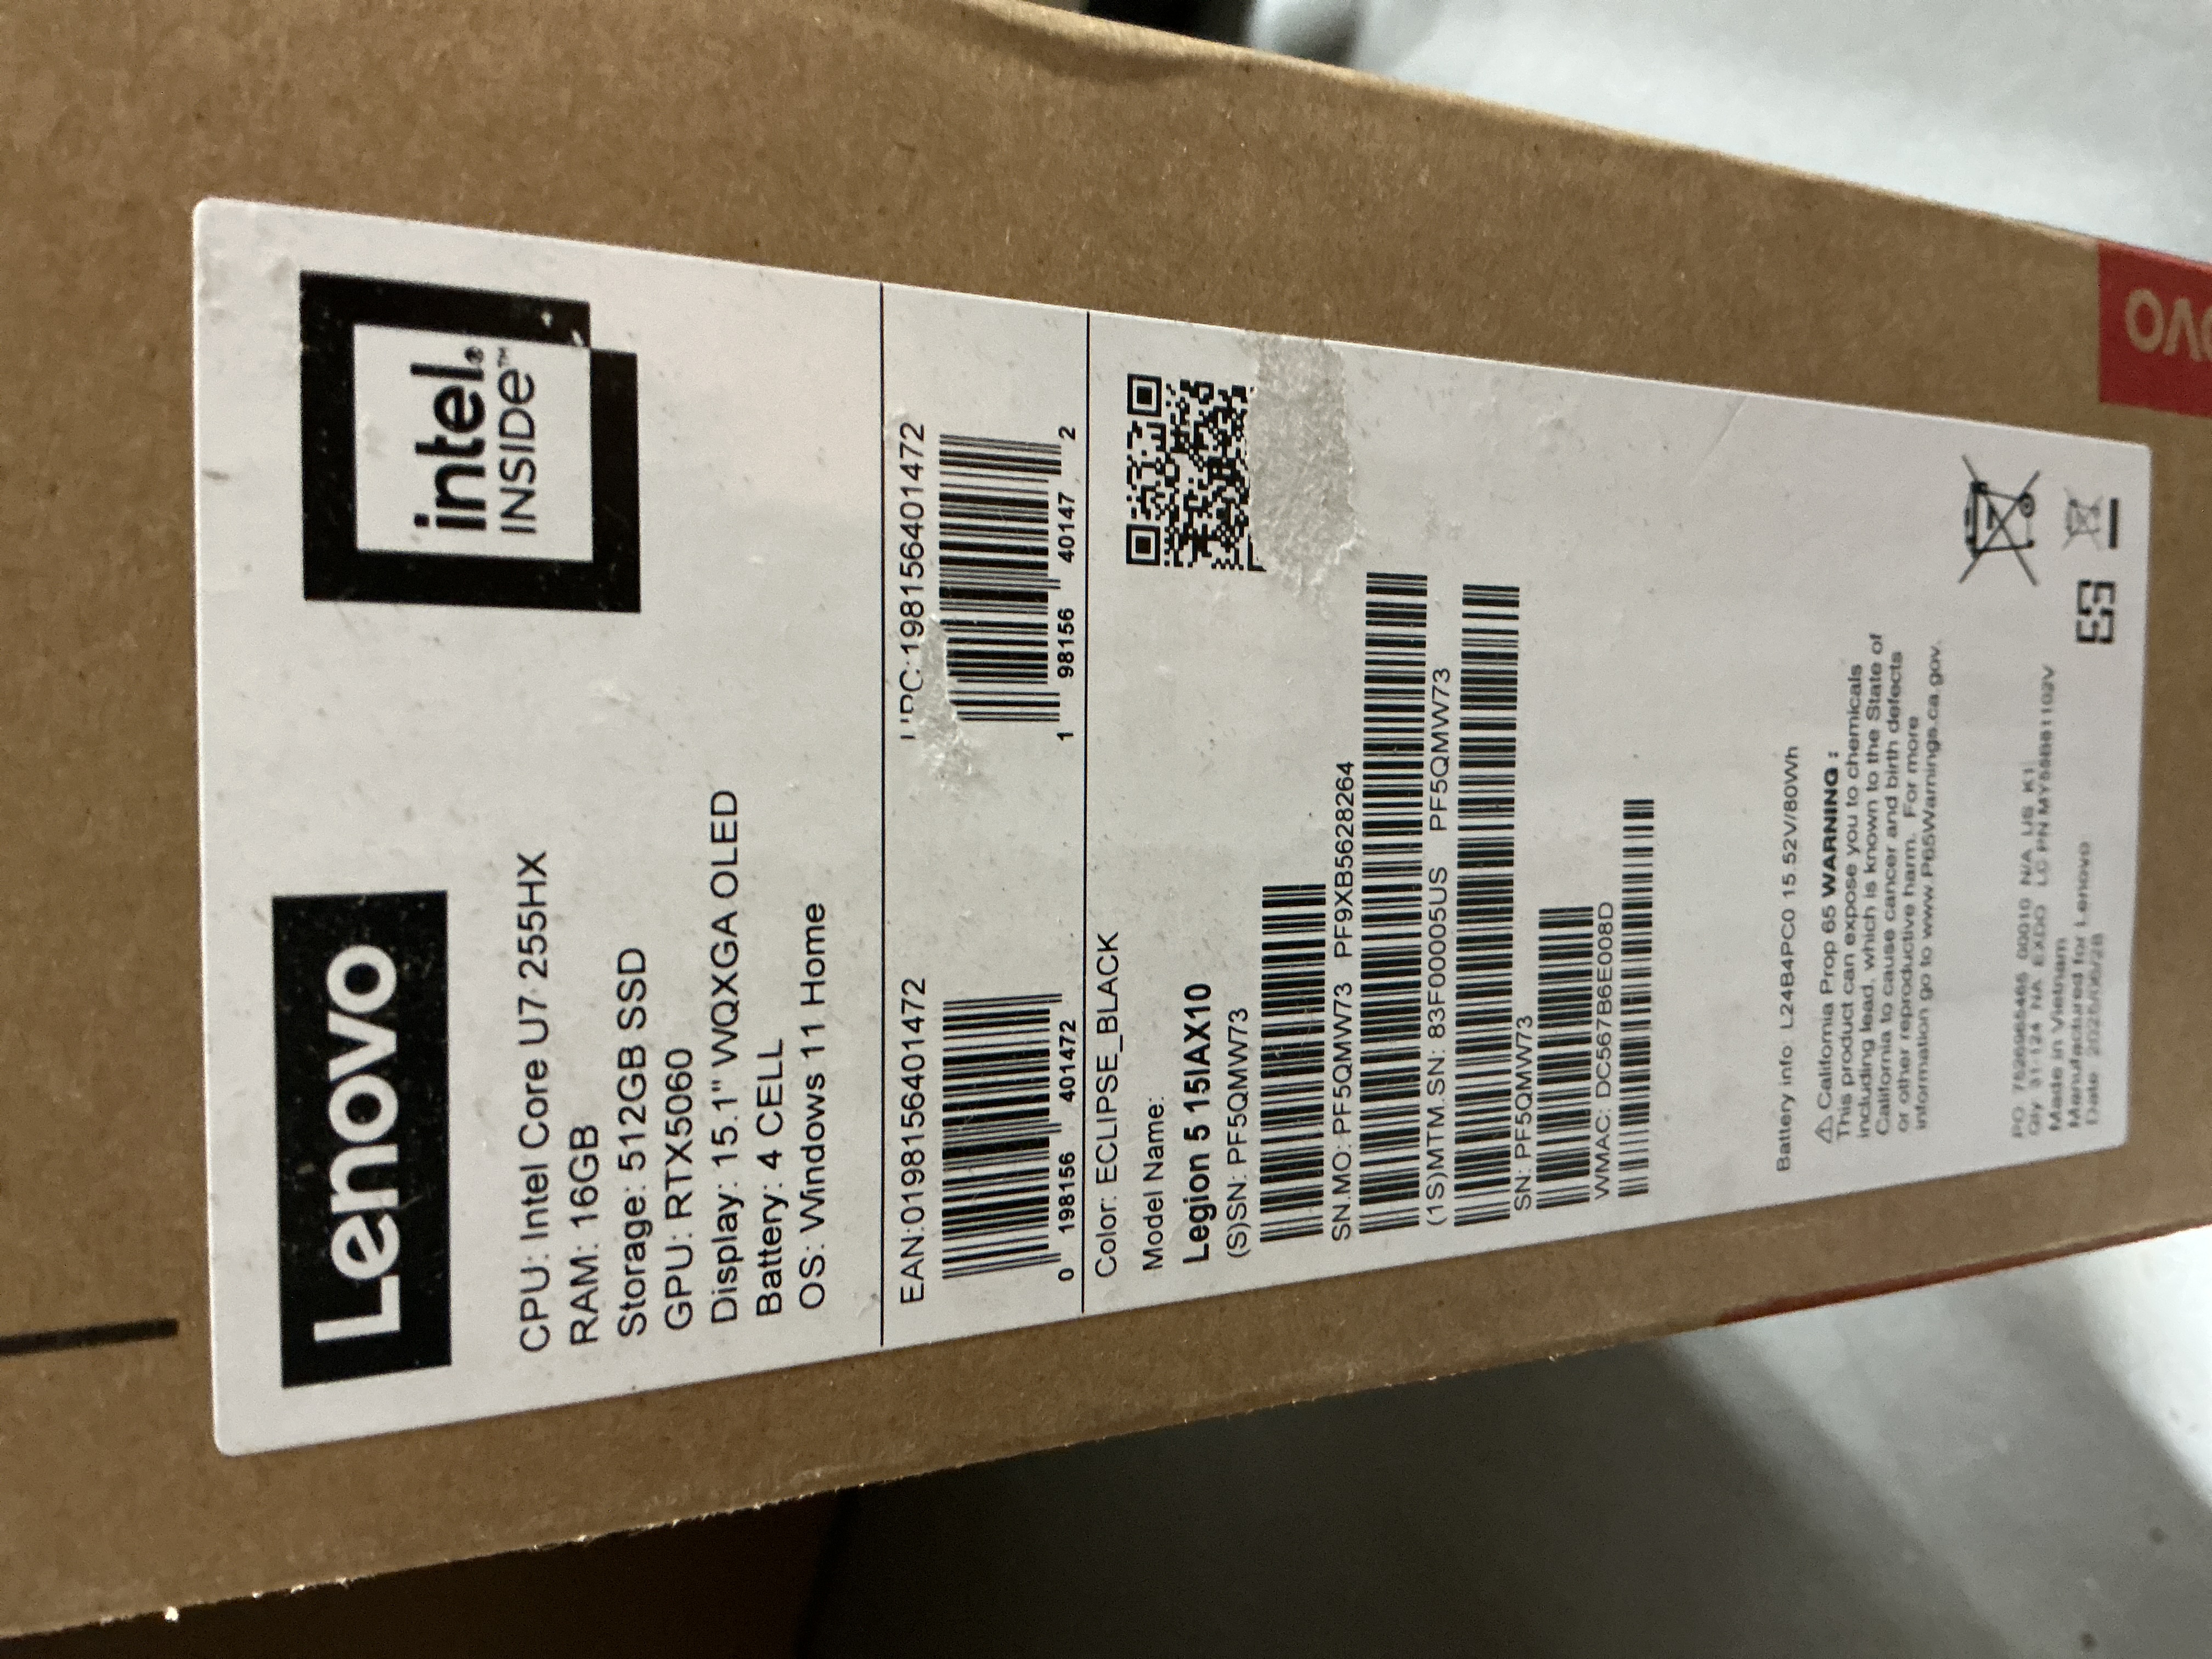 Lenovo
intel®
INSIDE™
CPU: Intel Core U7 255HX
RAM: 16GB
Storage: 512GB SSD
GPU: RTX5060
Display: 15.1" WQXGA OLED
Battery: 4 CELL
OS: Windows 11 Home
EAN:0198156401472
0 198156 401472
UPC:198156401472
1 98156 40147 2
Color: ECLIPSE_BLACK
Model Name:
Legion 5 15IAX10
(S)SN: PF5QMW73
SN.MO: PF5QMW73 PF9XB5628264
(1S)MTM.SN: 83F00005US PF5QMW73
SN: PF5QMW73
WMAC: DC567B6E008D
Battery info: L24B4PC0 15.52V/80Wh
⚠ California Prop 65 WARNING :
This product can expose you to chemicals
including lead, which is known to the State of
California to cause cancer and birth defects
or other reproductive harm. For more
information go to www.P65Warnings.ca.gov.
Made in Vietnam
Manufactured for Lenovo
ovo